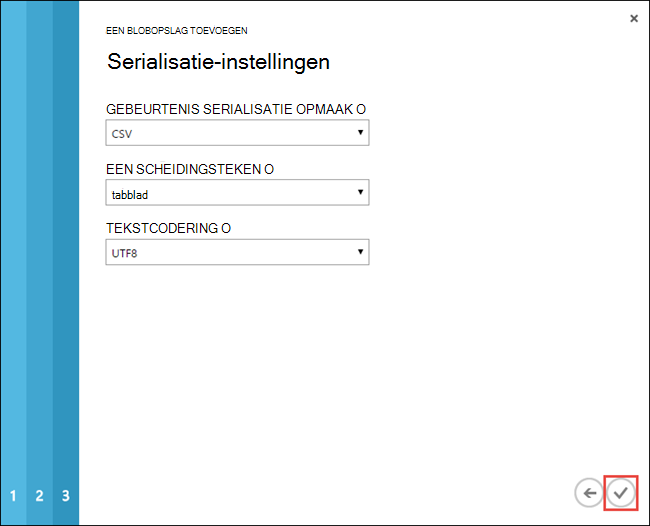 EEN BLOBOPSLAG TOEVOEGEN
Serialisatie-instellingen
GEBEURTENIS SERIALISATIE OPMAAK O
CSV
EEN SCHEIDINGSTEKEN O
tabblad
TEKSTCODERING O
UTF8
1 2 3